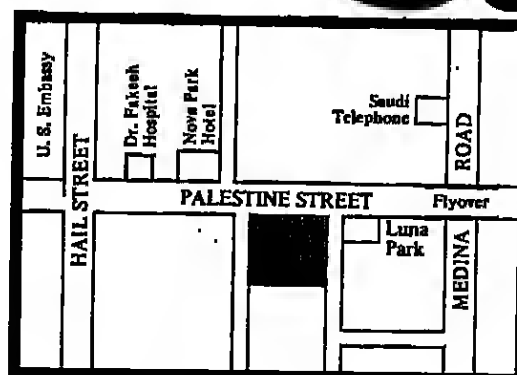 U. S. Embassy
HAIL STREET
Dr. Fakeeh
Hospital
Nova Park
Hotel
Saudi
Telephone
MEDINA ROAD
PALESTINE STREET
Flyover
Luna
Park